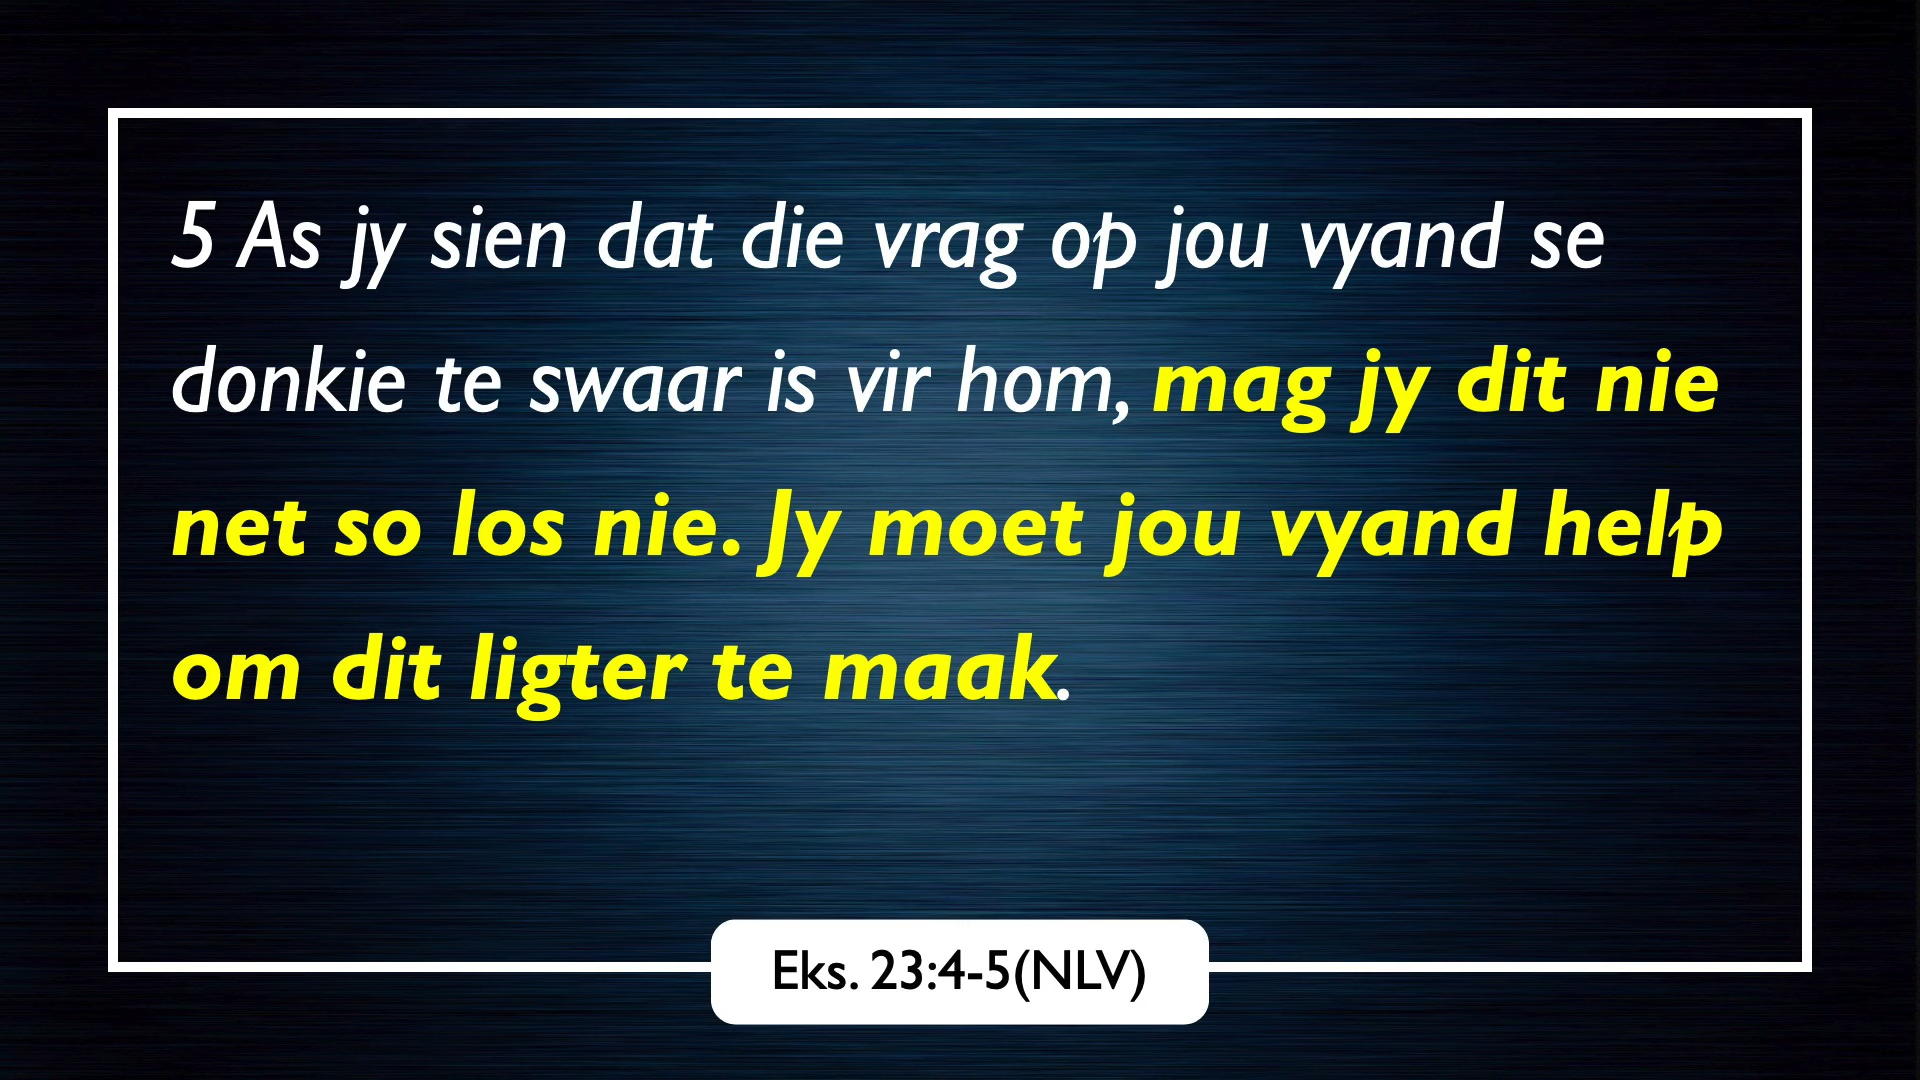 5 As jy sien dat die vrag op jou vyand se
donkie te swaar is vir hom, mag jy dit nie
net so los nie. Jy moet jou vyand help
om dit ligter te maak.
Eks. 23:4-5(NLV)